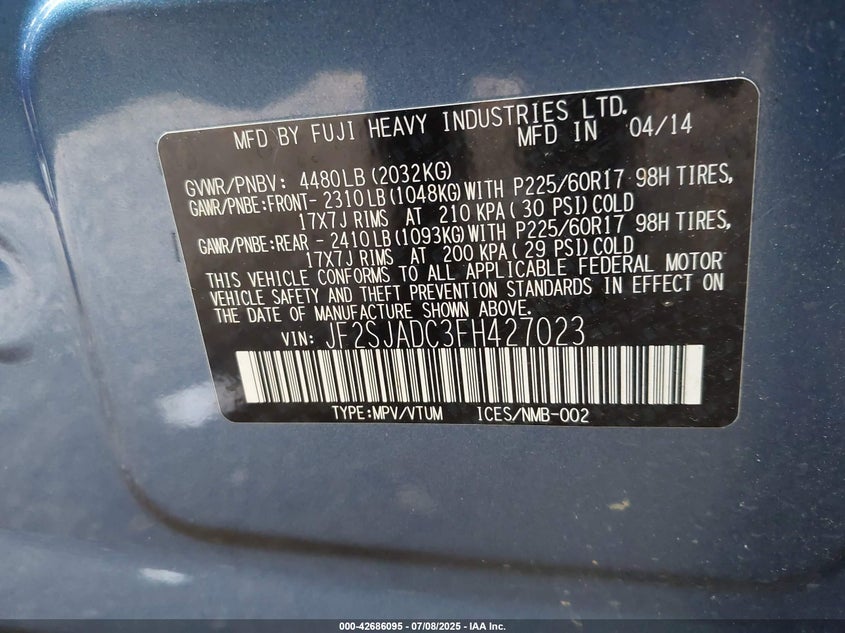 MFD BY FUJI HEAVY INDUSTRIES LTD.
MFD IN 04/14
GVWR/PNBV: 4480LB(2032KG)
GAWR/PNBE:FRONT- 2310LB(1048KG)WITH P225/60R17 98H TIRES,
17X7J RIMS AT 210 KPA( 30 PSI)COLD
GAWR/PNBE:REAR - 2410LB(1093KG)WITH P225/60R17 98H TIRES,
17X7J RIMS AT 200 KPA( 29 PSI)COLD
THIS VEHICLE CONFORMS TO ALL APPLICABLE FEDERAL MOTOR
VEHICLE SAFETY AND THEFT PREVENTION STANDARDS IN EFFECT ON
THE DATE OF MANUFACTURE SHOWN ABOVE.
VIN: JF2SJADC3FH427023
TYPE:MPV/VTUM ICES/NMB-002
000-42686095 - 07/08/2025 - IAA Inc.